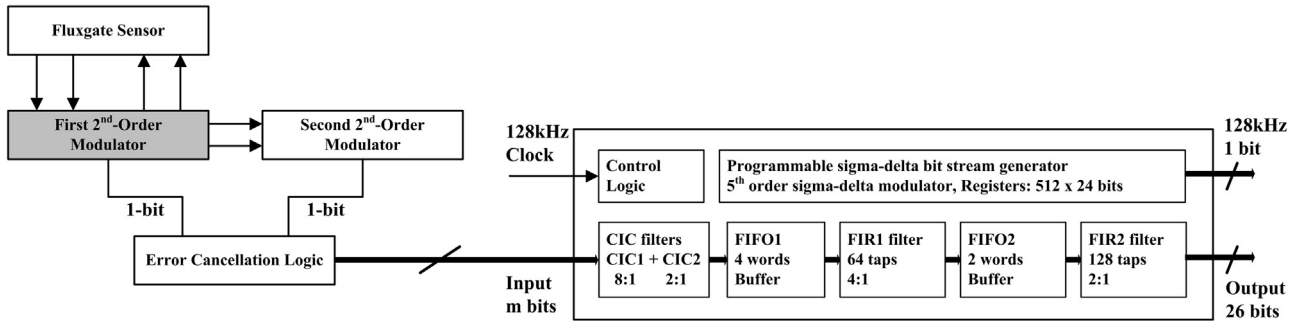 Fluxgate Sensor
First 2nd-Order
Modulator
Second 2nd-Order
Modulator
1-bit
1-bit
Error Cancellation Logic
128kHz
Clock
Control
Logic
Programmable sigma-delta bit stream generator
5th order sigma-delta modulator, Registers: 512 x 24 bits
128kHz
1 bit
Input
m bits
CIC filters
CIC1 + CIC2
8:1 2:1
FIFO1
4 words
Buffer
FIR1 filter
64 taps
4:1
FIFO2
2 words
Buffer
FIR2 filter
128 taps
2:1
Output
26 bits